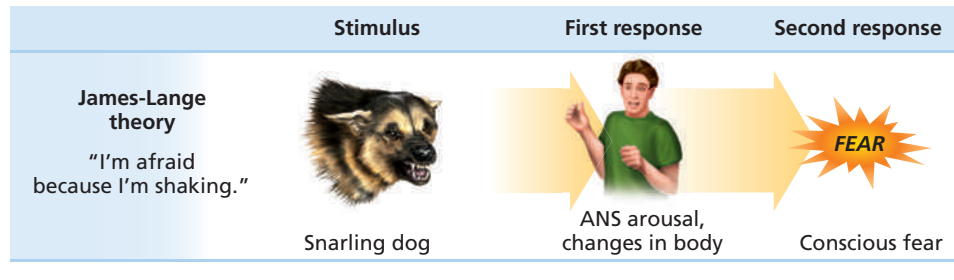 Stimulus
First response
Second response
James-Lange
theory
“I’m afraid
because I’m shaking.”
FEAR
Snarling dog
ANS arousal,
changes in body
Conscious fear